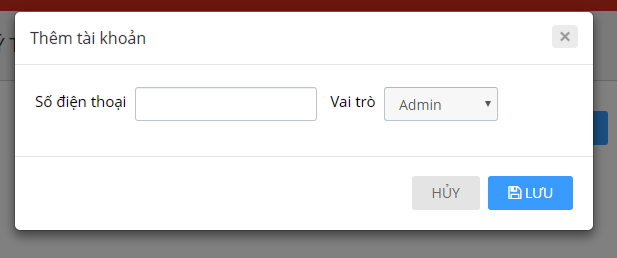 Thêm tài khoản ×
Số điện thoại Vai trò Admin
HỦY LƯU